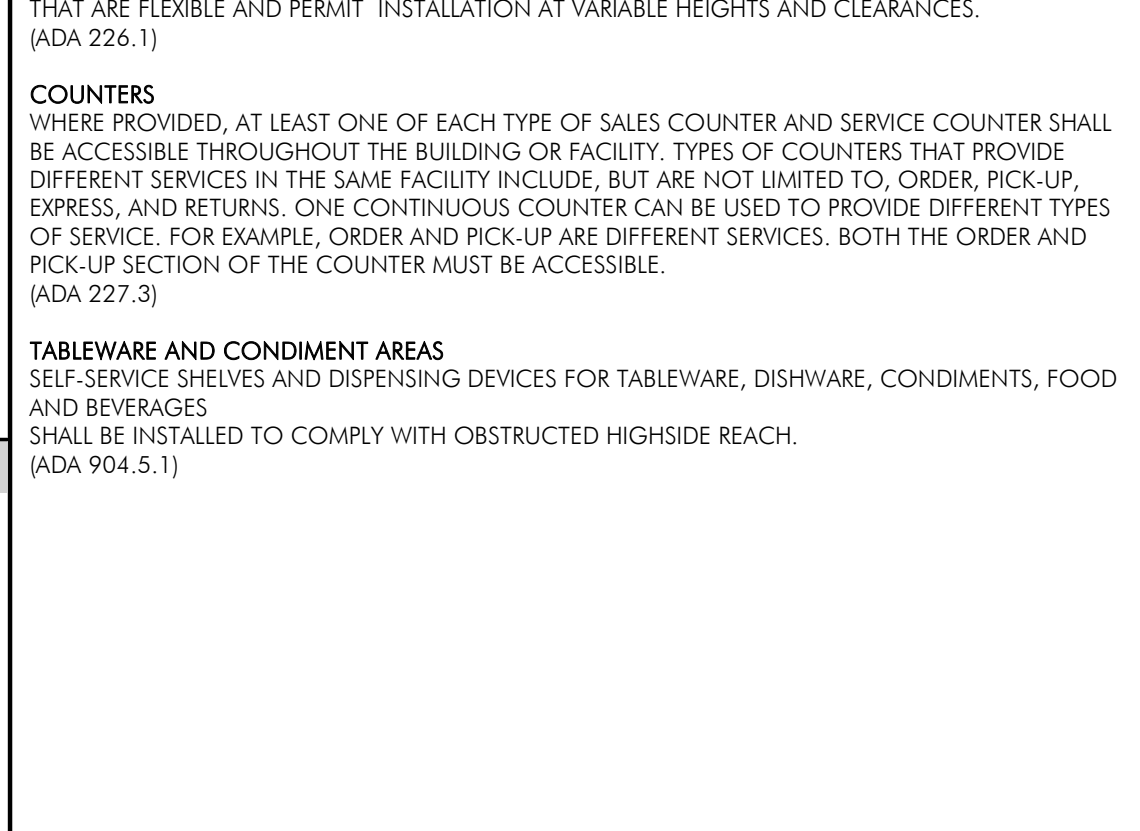 THAT ARE FLEXIBLE AND PERMIT  INSTALLATION AT VARIABLE HEIGHTS AND CLEARANCES.
(ADA 226.1)
COUNTERS
WHERE PROVIDED, AT LEAST ONE OF EACH TYPE OF SALES COUNTER AND SERVICE COUNTER SHALL
BE ACCESSIBLE THROUGHOUT THE BUILDING OR FACILITY. TYPES OF COUNTERS THAT PROVIDE
DIFFERENT SERVICES IN THE SAME FACILITY INCLUDE, BUT ARE NOT LIMITED TO, ORDER, PICK-UP,
EXPRESS, AND RETURNS. ONE CONTINUOUS COUNTER CAN BE USED TO PROVIDE DIFFERENT TYPES
OF SERVICE. FOR EXAMPLE, ORDER AND PICK-UP ARE DIFFERENT SERVICES. BOTH THE ORDER AND
PICK-UP SECTION OF THE COUNTER MUST BE ACCESSIBLE.
(ADA 227.3)
TABLEWARE AND CONDIMENT AREAS
SELF-SERVICE SHELVES AND DISPENSING DEVICES FOR TABLEWARE, DISHWARE, CONDIMENTS, FOOD
AND BEVERAGES
SHALL BE INSTALLED TO COMPLY WITH OBSTRUCTED HIGHSIDE REACH.
(ADA 904.5.1)